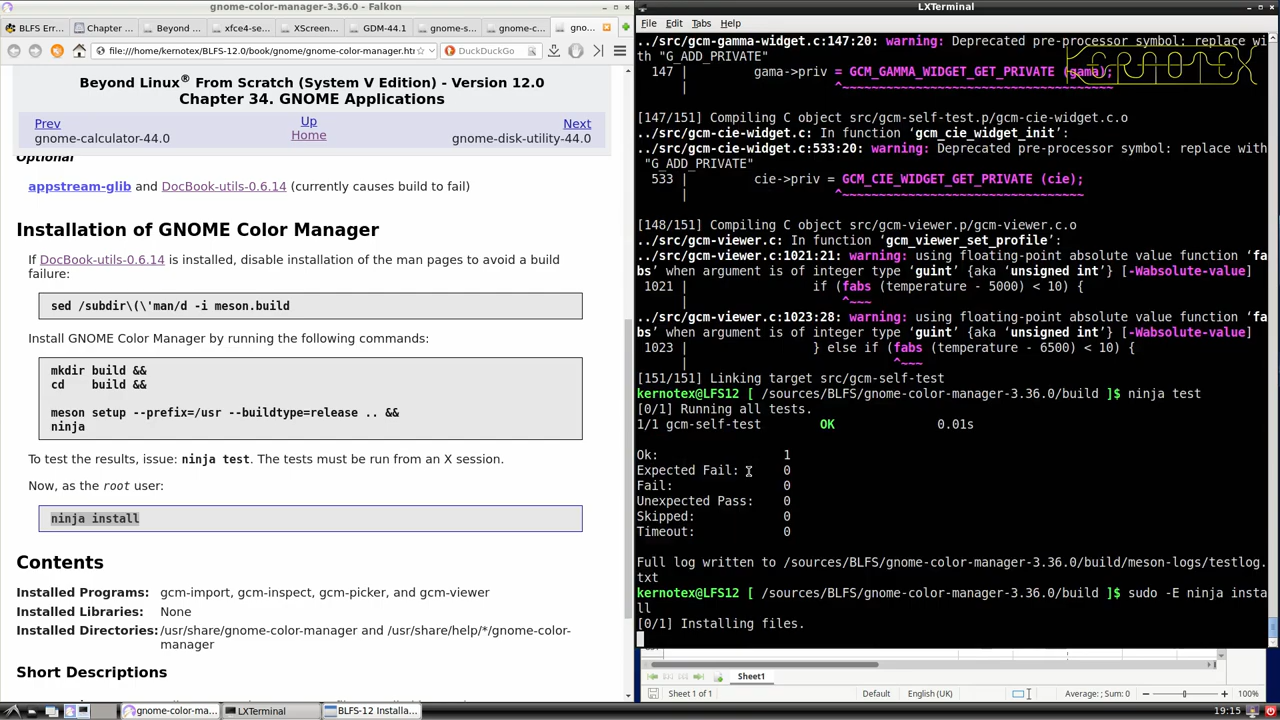 gnome-color-manager-3.36.0 - Falkon
BLFS Err...
Chapter ...
Beyond ...
xfce4-se...
XScreen...
GDM-44.1
gnome-s...
gnome-c...
gno...
file:///home/kernotex/BLFS-12.0/book/gnome/gnome-color-manager.htm
DuckDuckGo
Beyond Linux® From Scratch (System V Edition) - Version 12.0
Chapter 34. GNOME Applications
Prev
Up
Next
gnome-calculator-44.0
Home
gnome-disk-utility-44.0
Optional
appstream-glib and DocBook-utils-0.6.14 (currently causes build to fail)
Installation of GNOME Color Manager
If DocBook-utils-0.6.14 is installed, disable installation of the man pages to avoid a build
failure:
sed /subdir\(\'man/d -i meson.build
Install GNOME Color Manager by running the following commands:
mkdir build &&
cd    build &&
meson setup --prefix=/usr --buildtype=release .. &&
ninja
To test the results, issue: ninja test. The tests must be run from an X session.
Now, as the root user:
ninja install
Contents
Installed Programs: gcm-import, gcm-inspect, gcm-picker, and gcm-viewer
Installed Libraries: None
Installed Directories: /usr/share/gnome-color-manager and /usr/share/help/*/gnome-color-
manager
Short Descriptions
LXTerminal
File Edit Tabs Help
../src/gcm-gamma-widget.c:147:20: warning: Deprecated pre-processor symbol: replace wi
th "G_ADD_PRIVATE"
147 |         gama->priv = GCM_GAMMA_WIDGET_GET_PRIVATE (gama);
|                    ^~~~~~~~~~~~~~~~~~~~~~~~~~~~~~~~~~~~
KERNOTEX
[147/151] Compiling C object src/gcm-self-test.p/gcm-cie-widget.c.o
../src/gcm-cie-widget.c: In function ‘gcm_cie_widget_init’:
../src/gcm-cie-widget.c:533:20: warning: Deprecated pre-processor symbol: replace with
"G_ADD_PRIVATE"
533 |         cie->priv = GCM_CIE_WIDGET_GET_PRIVATE (cie);
|                    ^~~~~~~~~~~~~~~~~~~~~~~~~~~~~~~~
[148/151] Compiling C object src/gcm-viewer.p/gcm-viewer.c.o
../src/gcm-viewer.c: In function ‘gcm_viewer_set_profile’:
../src/gcm-viewer.c:1021:21: warning: using floating-point absolute value function ‘fa
bs’ when argument is of integer type ‘guint’ {aka ‘unsigned int’} [-Wabsolute-value]
1021 |                 if (fabs (temperature - 5000) < 10) {
|                     ^~~~
../src/gcm-viewer.c:1023:28: warning: using floating-point absolute value function ‘fa
bs’ when argument is of integer type ‘guint’ {aka ‘unsigned int’} [-Wabsolute-value]
1023 |                 } else if (fabs (temperature - 6500) < 10) {
|                            ^~~~
[151/151] Linking target src/gcm-self-test
kernotex@LFS12 [ /sources/BLFS/gnome-color-manager-3.36.0/build ]> ninja test
[0/1] Running all tests.
1/1 gcm-self-test        OK              0.01s
Ok:                 1
Expected Fail:      0
Fail:               0
Unexpected Pass:    0
Skipped:            0
Timeout:            0
Full log written to /sources/BLFS/gnome-color-manager-3.36.0/build/meson-logs/testlog.
txt
kernotex@LFS12 [ /sources/BLFS/gnome-color-manager-3.36.0/build ]> sudo -E ninja insta
ll
[0/1] Installing files.
Sheet1
Sheet 1 of 1
Default
English (UK)
Average: ; Sum: 0
100%
gnome-color-ma...
LXTerminal
BLFS-12 Installa...
19:15